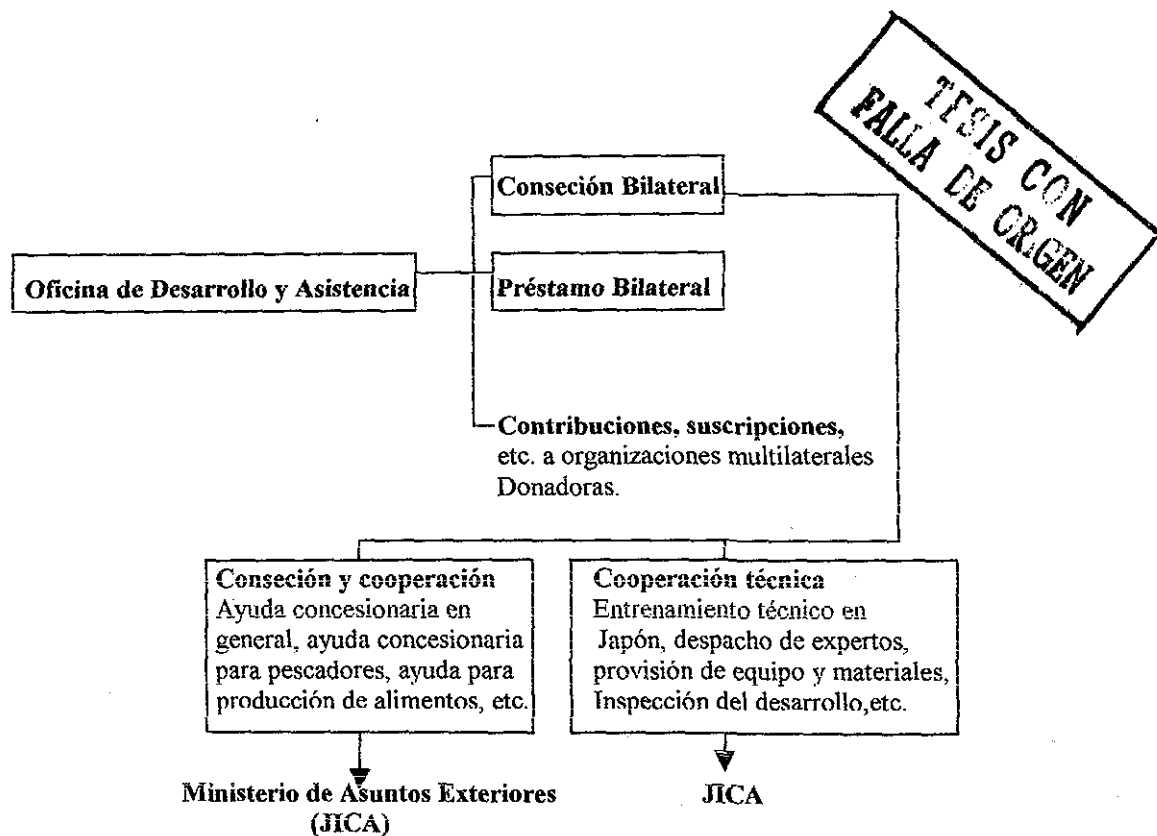 TESIS CON
FALLA DE ORIGEN
Conseción Bilateral
Oficina de Desarrollo y Asistencia
Préstamo Bilateral
Contribuciones, suscripciones,
etc. a organizaciones multilaterales
Donadoras.
Conseción y cooperación
Ayuda concesionaria en
general, ayuda concesionaria
para pescadores, ayuda para
producción de alimentos, etc.
Cooperación técnica
Entrenamiento técnico en
Japón, despacho de expertos,
provisión de equipo y materiales,
Inspección del desarrollo,etc.
Ministerio de Asuntos Exteriores
(JICA)
JICA